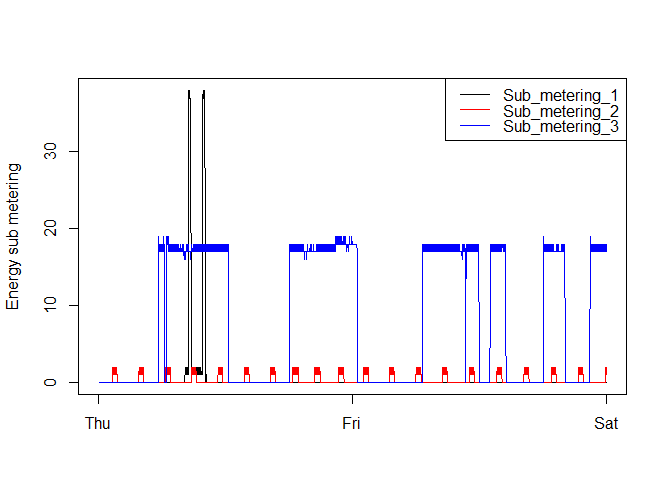 Sub_metering_1
Sub_metering_2
Sub_metering_3
Energy sub metering
30
20
10
0
Thu
Fri
Sat